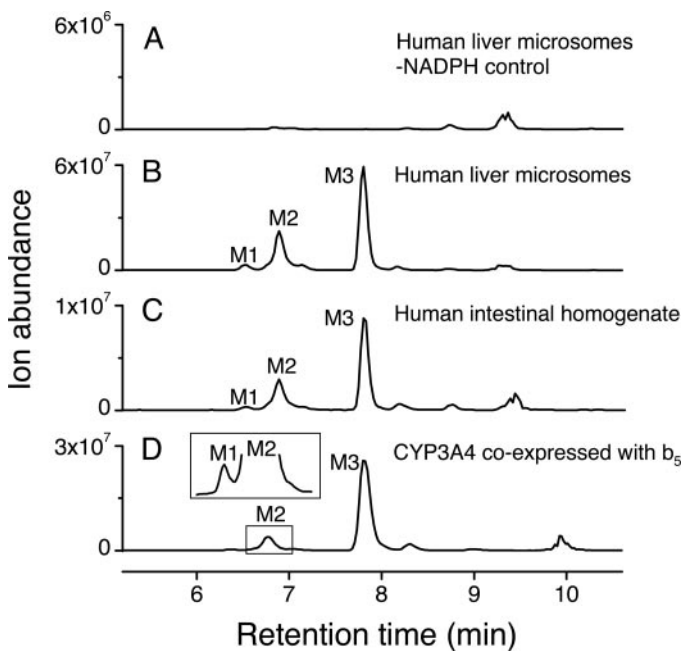 6x10⁶
A
Human liver microsomes
-NADPH control
0
6x10⁷
B
M3
Human liver microsomes
M2
M1
0
1x10⁷
C
M3
Human intestinal homogenate
M2
M1
0
3x10⁷
D
M1
M2
M3
CYP3A4 co-expressed with b₅
M2
0
6 7 8 9 10
Retention time (min)
Ion abundance